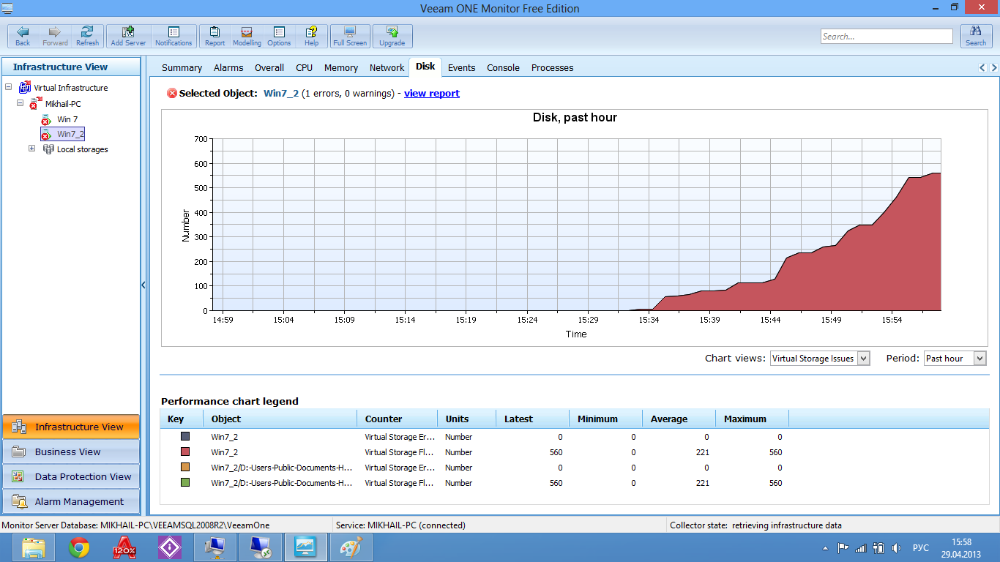 Veeam ONE Monitor Free Edition
Back Forward Refresh Add Server Notifications Report Modelling Options Help Full Screen Upgrade Search... Search
Infrastructure View
Summary Alarms Overall CPU Memory Network Disk Events Console Processes
Virtual Infrastructure
Mikhail-PC
Win 7
Win7_2
Local storages
Selected Object: Win7_2 (1 errors, 0 warnings) - view report
Disk, past hour
700
600
500
400
300
200
100
0
Number
14:59 15:04 15:09 15:14 15:19 15:24 15:29 15:34 15:39 15:44 15:49 15:54
Time
Chart views: Virtual Storage Issues Period: Past hour
Performance chart legend
Key Object Counter Units Latest Minimum Average Maximum
Win7_2 Virtual Storage Er... Number 0 0 0 0
Win7_2 Virtual Storage Fl... Number 560 0 221 560
Win7_2/D:-Users-Public-Documents-H... Virtual Storage Er... Number 0 0 0 0
Win7_2/D:-Users-Public-Documents-H... Virtual Storage Fl... Number 560 0 221 560
Infrastructure View
Business View
Data Protection View
Alarm Management
Monitor Server Database: MIKHAIL-PC\VEEAMSQL2008R2\VeeamOne Service: MIKHAIL-PC (connected) Collector state: retrieving infrastructure data
120%
РУС
15:58
29.04.2013